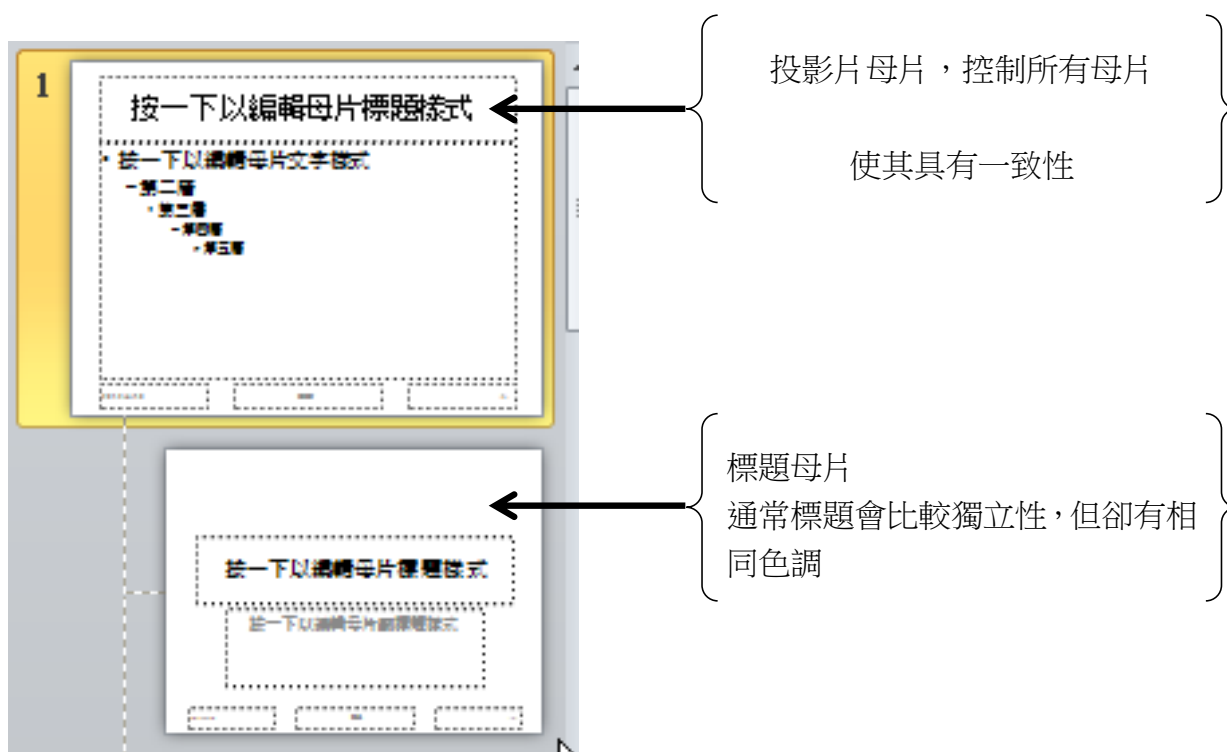 1
按一下以編輯母片標題樣式
• 按一下以編輯母片文字樣式
– 第二層
• 第三層
– 第四層
• 第五層
投影片母片，控制所有母片
使其具有一致性
按一下以編輯母片標題樣式
按一下以編輯母片副標題樣式
標題母片
通常標題會比較獨立性，但卻有相
同色調